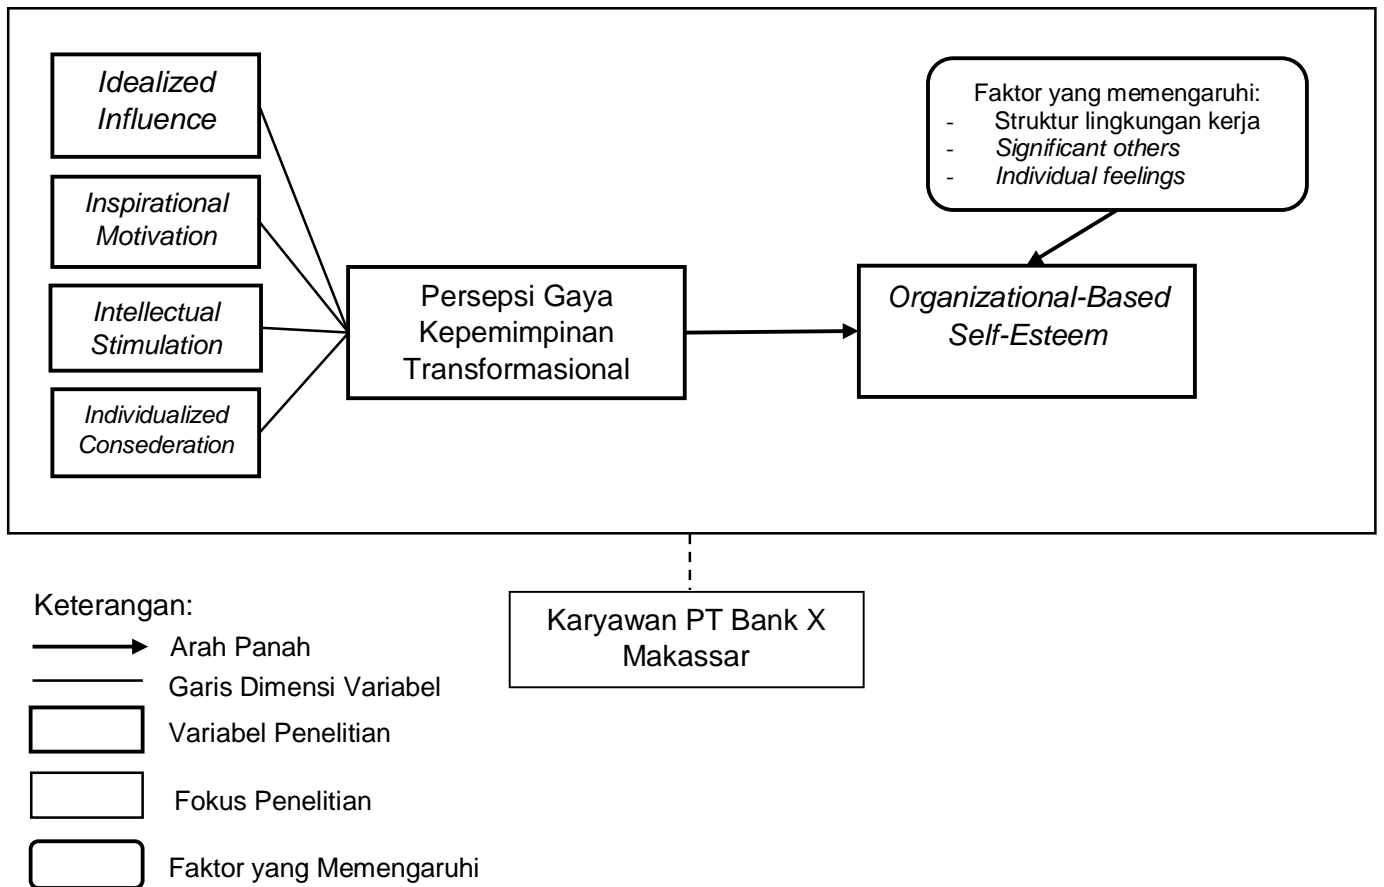 Idealized
Influence
Inspirational
Motivation
Intellectual
Stimulation
Individualized
Consederation
Persepsi Gaya
Kepemimpinan
Transformasional
Faktor yang memengaruhi:
- Struktur lingkungan kerja
- Significant others
- Individual feelings
Organizational-Based
Self-Esteem
Karyawan PT Bank X
Makassar
Keterangan:
Arah Panah
Garis Dimensi Variabel
Variabel Penelitian
Fokus Penelitian
Faktor yang Memengaruhi